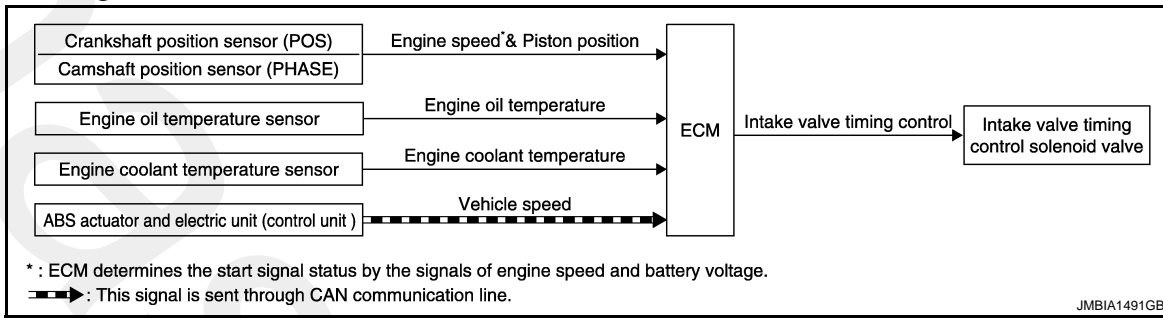 Crankshaft position sensor (POS)
Camshaft position sensor (PHASE)
Engine speed*& Piston position
Engine oil temperature sensor
Engine oil temperature
Engine coolant temperature sensor
Engine coolant temperature
ABS actuator and electric unit (control unit )
Vehicle speed
ECM
Intake valve timing control
Intake valve timing
control solenoid valve
* : ECM determines the start signal status by the signals of engine speed and battery voltage.
: This signal is sent through CAN communication line.
JMBIA1491GB